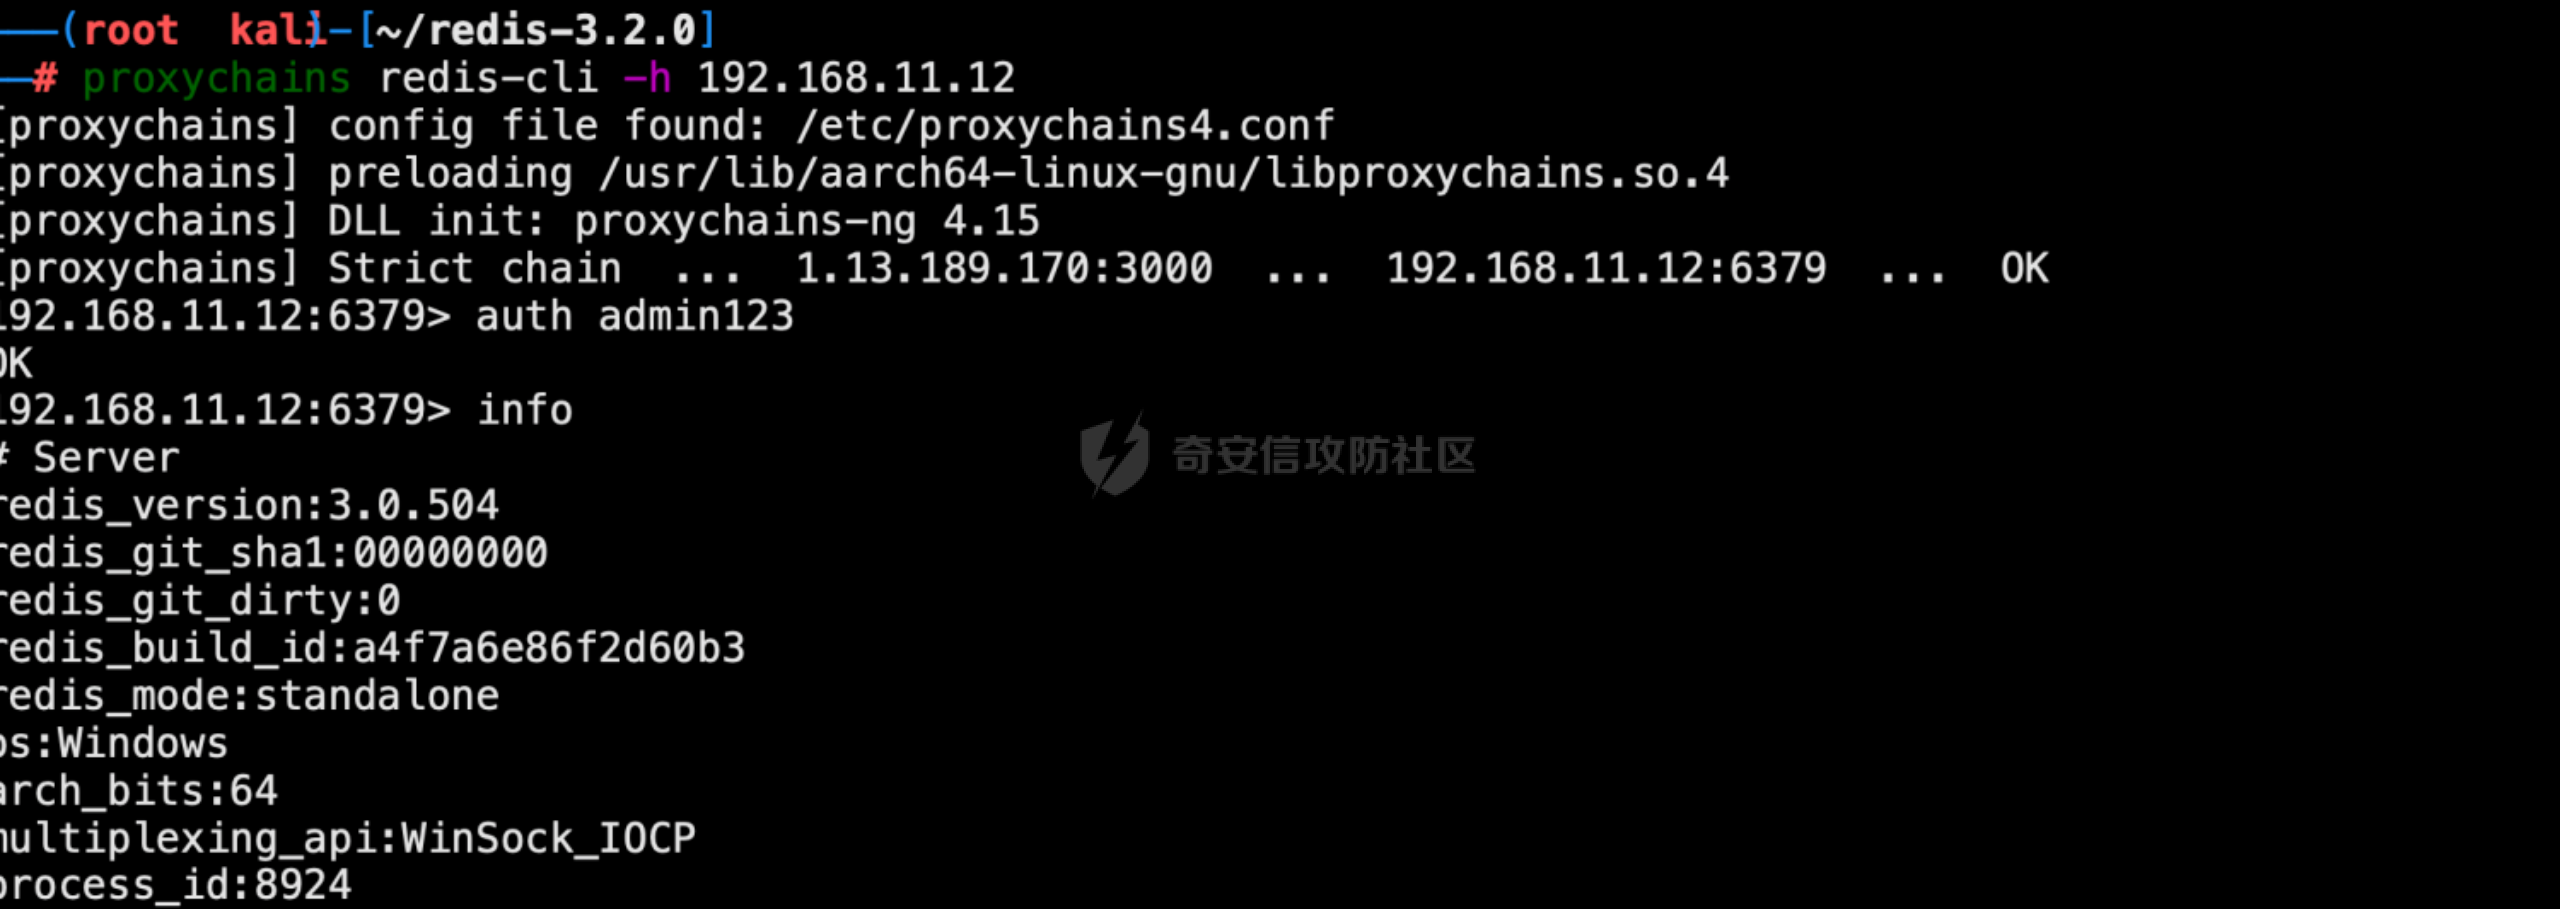 (root kali)-[~/redis-3.2.0]
# proxychains redis-cli -h 192.168.11.12
[proxychains] config file found: /etc/proxychains4.conf
[proxychains] preloading /usr/lib/aarch64-linux-gnu/libproxychains.so.4
[proxychains] DLL init: proxychains-ng 4.15
[proxychains] Strict chain ... 1.13.189.170:3000 ... 192.168.11.12:6379 ... OK
192.168.11.12:6379> auth admin123
OK
192.168.11.12:6379> info
# Server
redis_version:3.0.504
redis_git_sha1:00000000
redis_git_dirty:0
redis_build_id:a4f7a6e86f2d60b3
redis_mode:standalone
os:Windows
arch_bits:64
multiplexing_api:WinSock_IOCP
process_id:8924
奇安信攻防社区